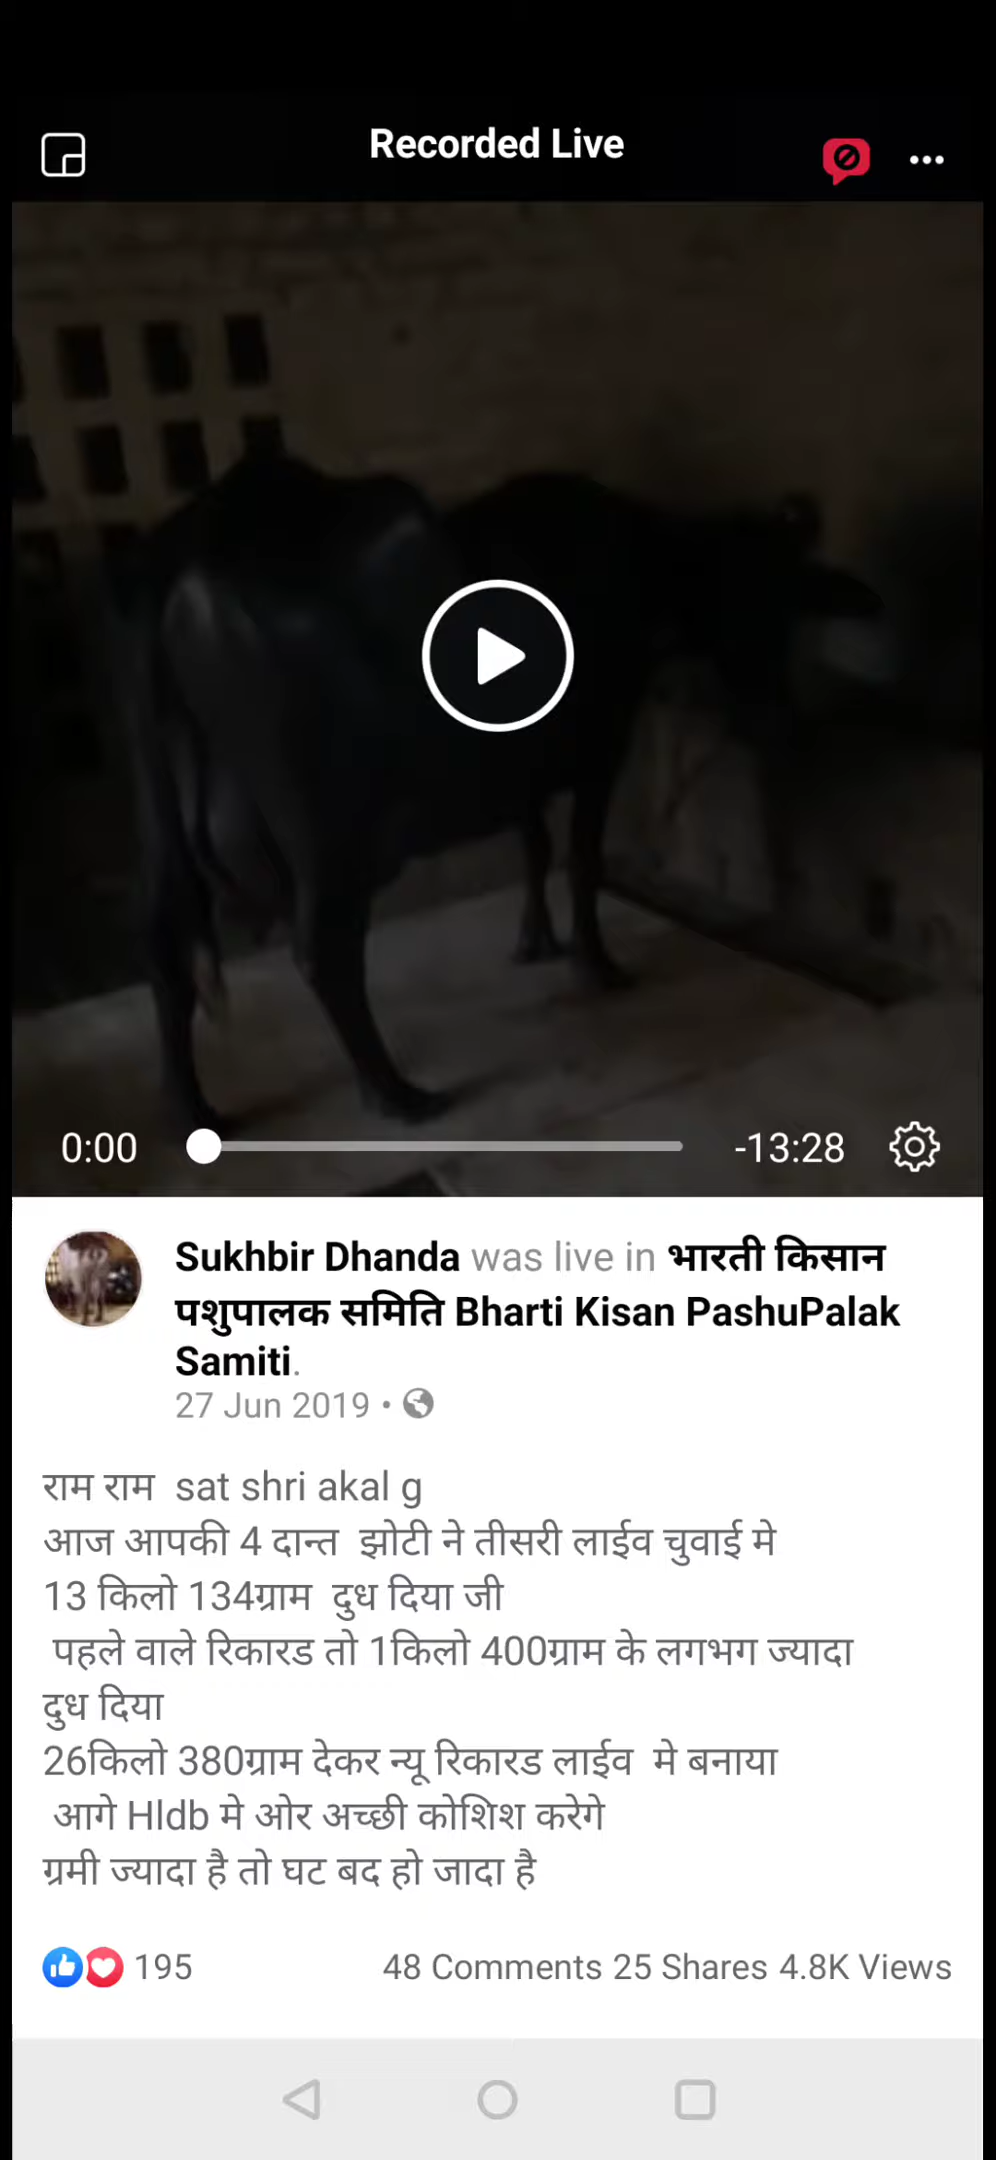 Recorded Live
0:00 -13:28
Sukhbir Dhanda was live in भारती किसान
पशुपालक समिति Bharti Kisan PashuPalak
Samiti.
27 Jun 2019 •
राम राम sat shri akal g
आज आपकी 4 दान्त झोटी ने तीसरी लाईव चुवाई मे
13 किलो 134ग्राम दुध दिया जी
पहले वाले रिकारड तो 1किलो 400ग्राम के लगभग ज्यादा
दुध दिया
26किलो 380ग्राम देकर न्यू रिकारड लाईव मे बनाया
आगे Hldb मे ओर अच्छी कोशिश करेगे
ग्रमी ज्यादा है तो घट बद हो जादा है
195 48 Comments 25 Shares 4.8K Views